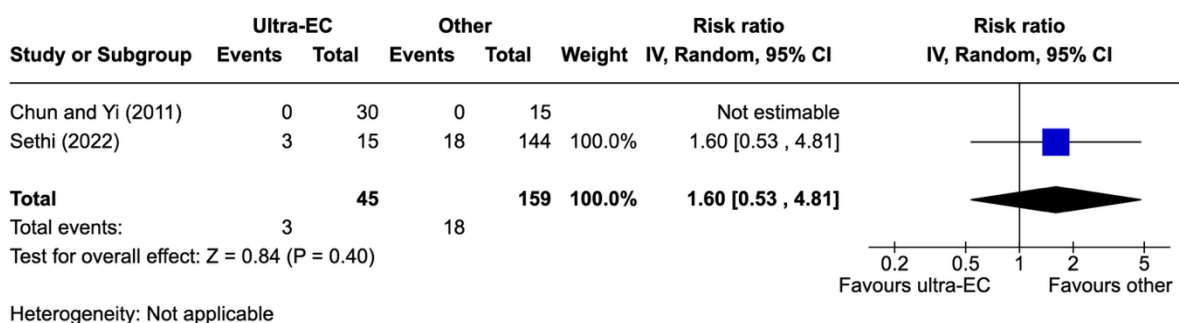 Ultra-EC Other Risk ratio Risk ratio
Study or Subgroup Events Total Events Total Weight IV, Random, 95% CI IV, Random, 95% CI
Chun and Yi (2011) 0 30 0 15 Not estimable
Sethi (2022) 3 15 18 144 100.0% 1.60 [0.53 , 4.81]
Total 45 159 100.0% 1.60 [0.53 , 4.81]
Total events: 3 18
Test for overall effect: Z = 0.84 (P = 0.40)
0.2 0.5 1 2 5
Favours ultra-EC Favours other
Heterogeneity: Not applicable